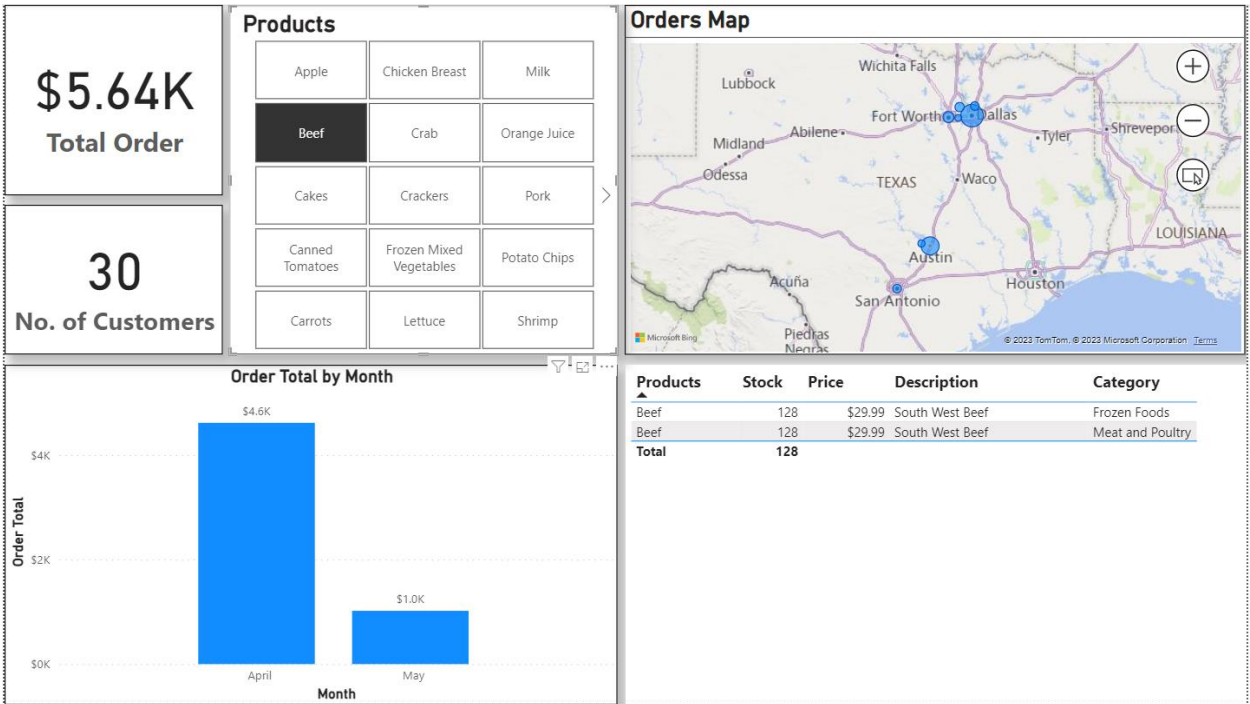 $5.64K
Total Order
30
No. of Customers
Products
Apple
Chicken Breast
Milk
Beef
Crab
Orange Juice
Cakes
Crackers
Pork
Canned
Tomatoes
Frozen Mixed
Vegetables
Potato Chips
Carrots
Lettuce
Shrimp
Orders Map
Wichita Falls
Lubbock
Fort Worth
Dallas
Abilene
Tyler
Shrevepor
Midland
Odessa
TEXAS
Waco
LOUISIANA
Austin
Acuña
Houston
San Antonio
Piedras
Negras
Microsoft Bing
© 2023 TomTom, © 2023 Microsoft Corporation Terms
Order Total by Month
$4.6K
$4K
Order Total
$2K
$1.0K
$0K
April May
Month
Products Stock Price Description Category
Beef 128 $29.99 South West Beef Frozen Foods
Beef 128 $29.99 South West Beef Meat and Poultry
Total 128